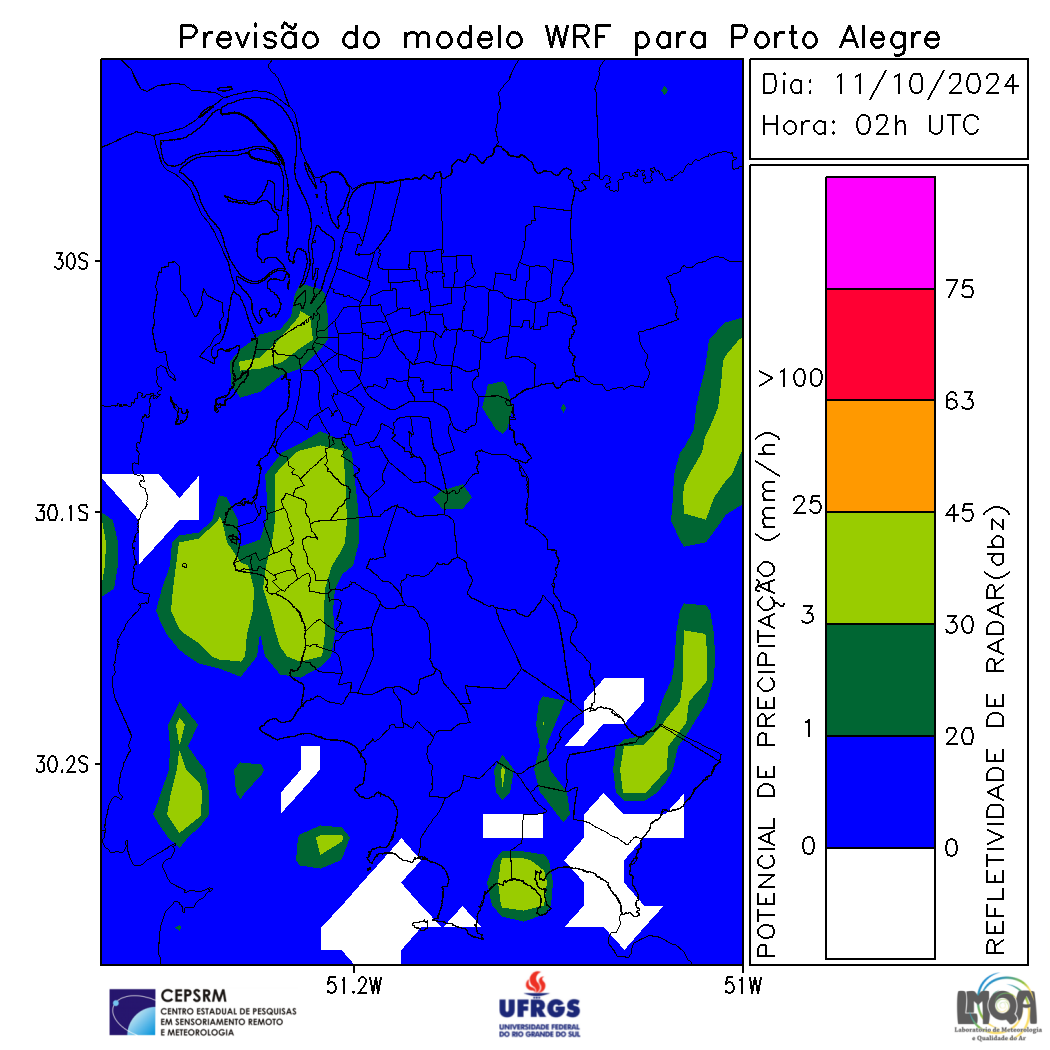 Previsão do modelo WRF para Porto Alegre
Dia: 11/10/2024
Hora: 02h UTC
30S
30.1S
30.2S
51.2W
51W
POTENCIAL DE PRECIPITAÇÃO (mm/h)
>100
25
3
1
0
75
63
45
30
20
0
REFLETIVIDADE DE RADAR(dbz)
CEPSRM
CENTRO ESTADUAL DE PESQUISAS
EM SENSORIAMENTO REMOTO
E METEOROLOGIA
UFRGS
UNIVERSIDADE FEDERAL
DO RIO GRANDE DO SUL
LMQA
Laboratório de Meteorologia
e Qualidade do Ar